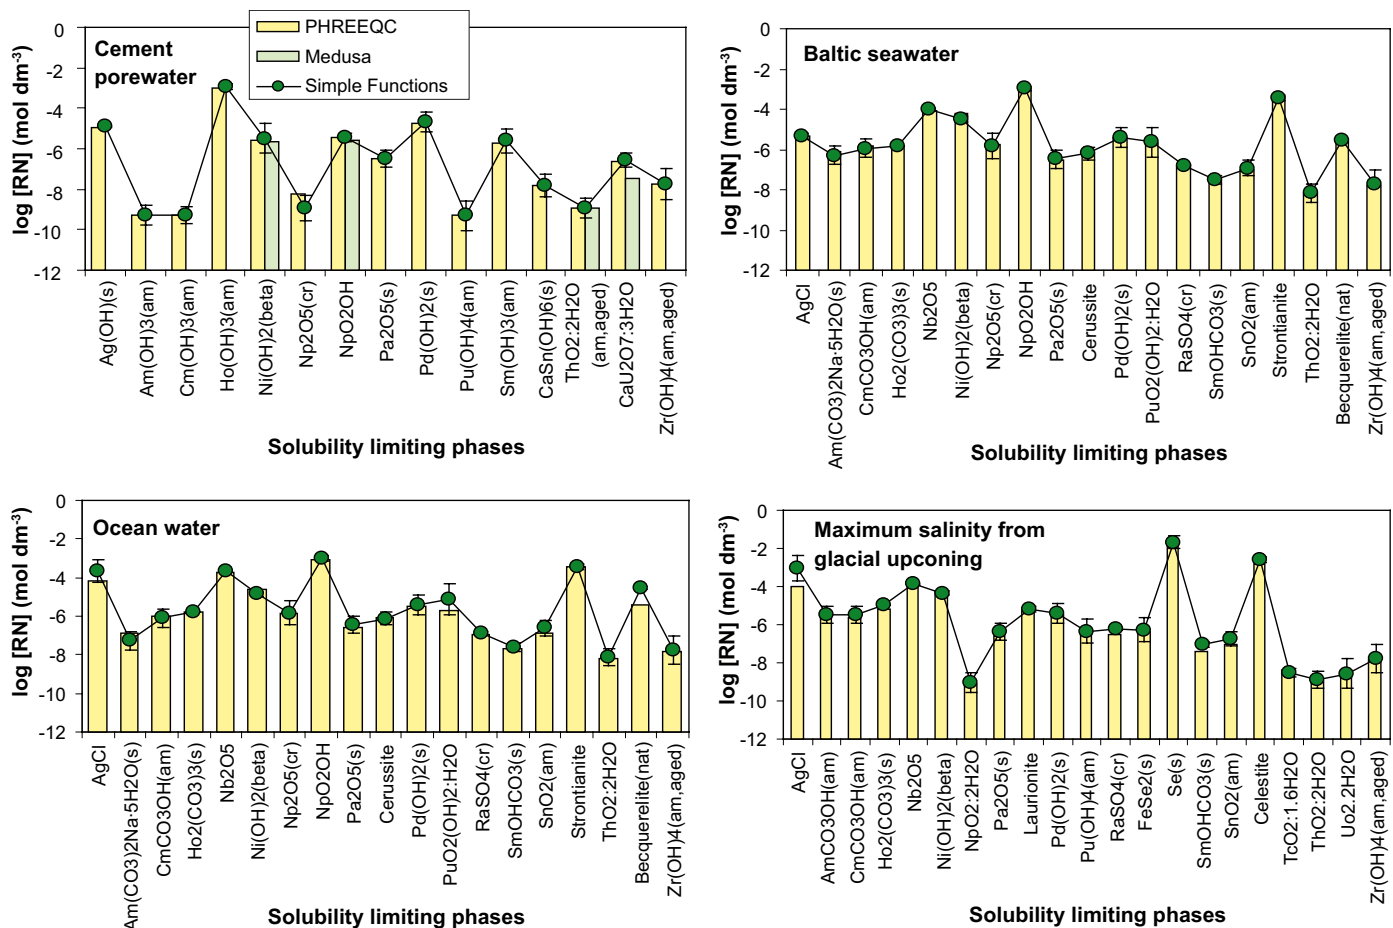 PHREEQC
Medusa
Simple Functions
Cement
porewater
log [RN] (mol dm-3)
0
-2
-4
-6
-8
-10
-12
Ag(OH)(s)
Am(OH)3(am)
Cm(OH)3(am)
Ho(OH)3(am)
Ni(OH)2(beta)
Np2O5(cr)
NpO2OH
Pa2O5(s)
Pd(OH)2(s)
Pu(OH)4(am)
Sm(OH)3(am)
CaSn(OH)6(s)
ThO2:2H2O
(am,aged)
CaU2O7:3H2O
Zr(OH)4(am,aged)
Solubility limiting phases
Baltic seawater
log [RN] (mol dm-3)
0
-2
-4
-6
-8
-10
-12
AgCl
Am(CO3)2Na·5H2O(s)
CmCO3OH(am)
Ho2(CO3)3(s)
Nb2O5
Ni(OH)2(beta)
Np2O5(cr)
NpO2OH
Pa2O5(s)
Cerussite
Pd(OH)2(s)
PuO2(OH)2:H2O
RaSO4(cr)
SmOHCO3(s)
SnO2(am)
Strontianite
ThO2:2H2O
Becquerelite(nat)
Zr(OH)4(am,aged)
Solubility limiting phases
Ocean water
log [RN] (mol dm-3)
0
-2
-4
-6
-8
-10
-12
AgCl
Am(CO3)2Na·5H2O(s)
CmCO3OH(am)
Ho2(CO3)3(s)
Nb2O5
Ni(OH)2(beta)
Np2O5(cr)
NpO2OH
Pa2O5(s)
Cerussite
Pd(OH)2(s)
PuO2(OH)2:H2O
RaSO4(cr)
SmOHCO3(s)
SnO2(am)
Strontianite
ThO2:2H2O
Becquerelite(nat)
Zr(OH)4(am,aged)
Solubility limiting phases
Maximum salinity from
glacial upconing
log [RN] (mol dm-3)
0
-2
-4
-6
-8
-10
-12
AgCl
AmCO3OH(am)
CmCO3OH(am)
Ho2(CO3)3(s)
Nb2O5
Ni(OH)2(beta)
NpO2:2H2O
Pa2O5(s)
Laurionite
Pd(OH)2(s)
Pu(OH)4(am)
RaSO4(cr)
FeSe2(s)
Se(s)
SmOHCO3(s)
SnO2(am)
Celestite
TcO2:1.6H2O
ThO2:2H2O
Uo2.2H2O
Zr(OH)4(am,aged)
Solubility limiting phases